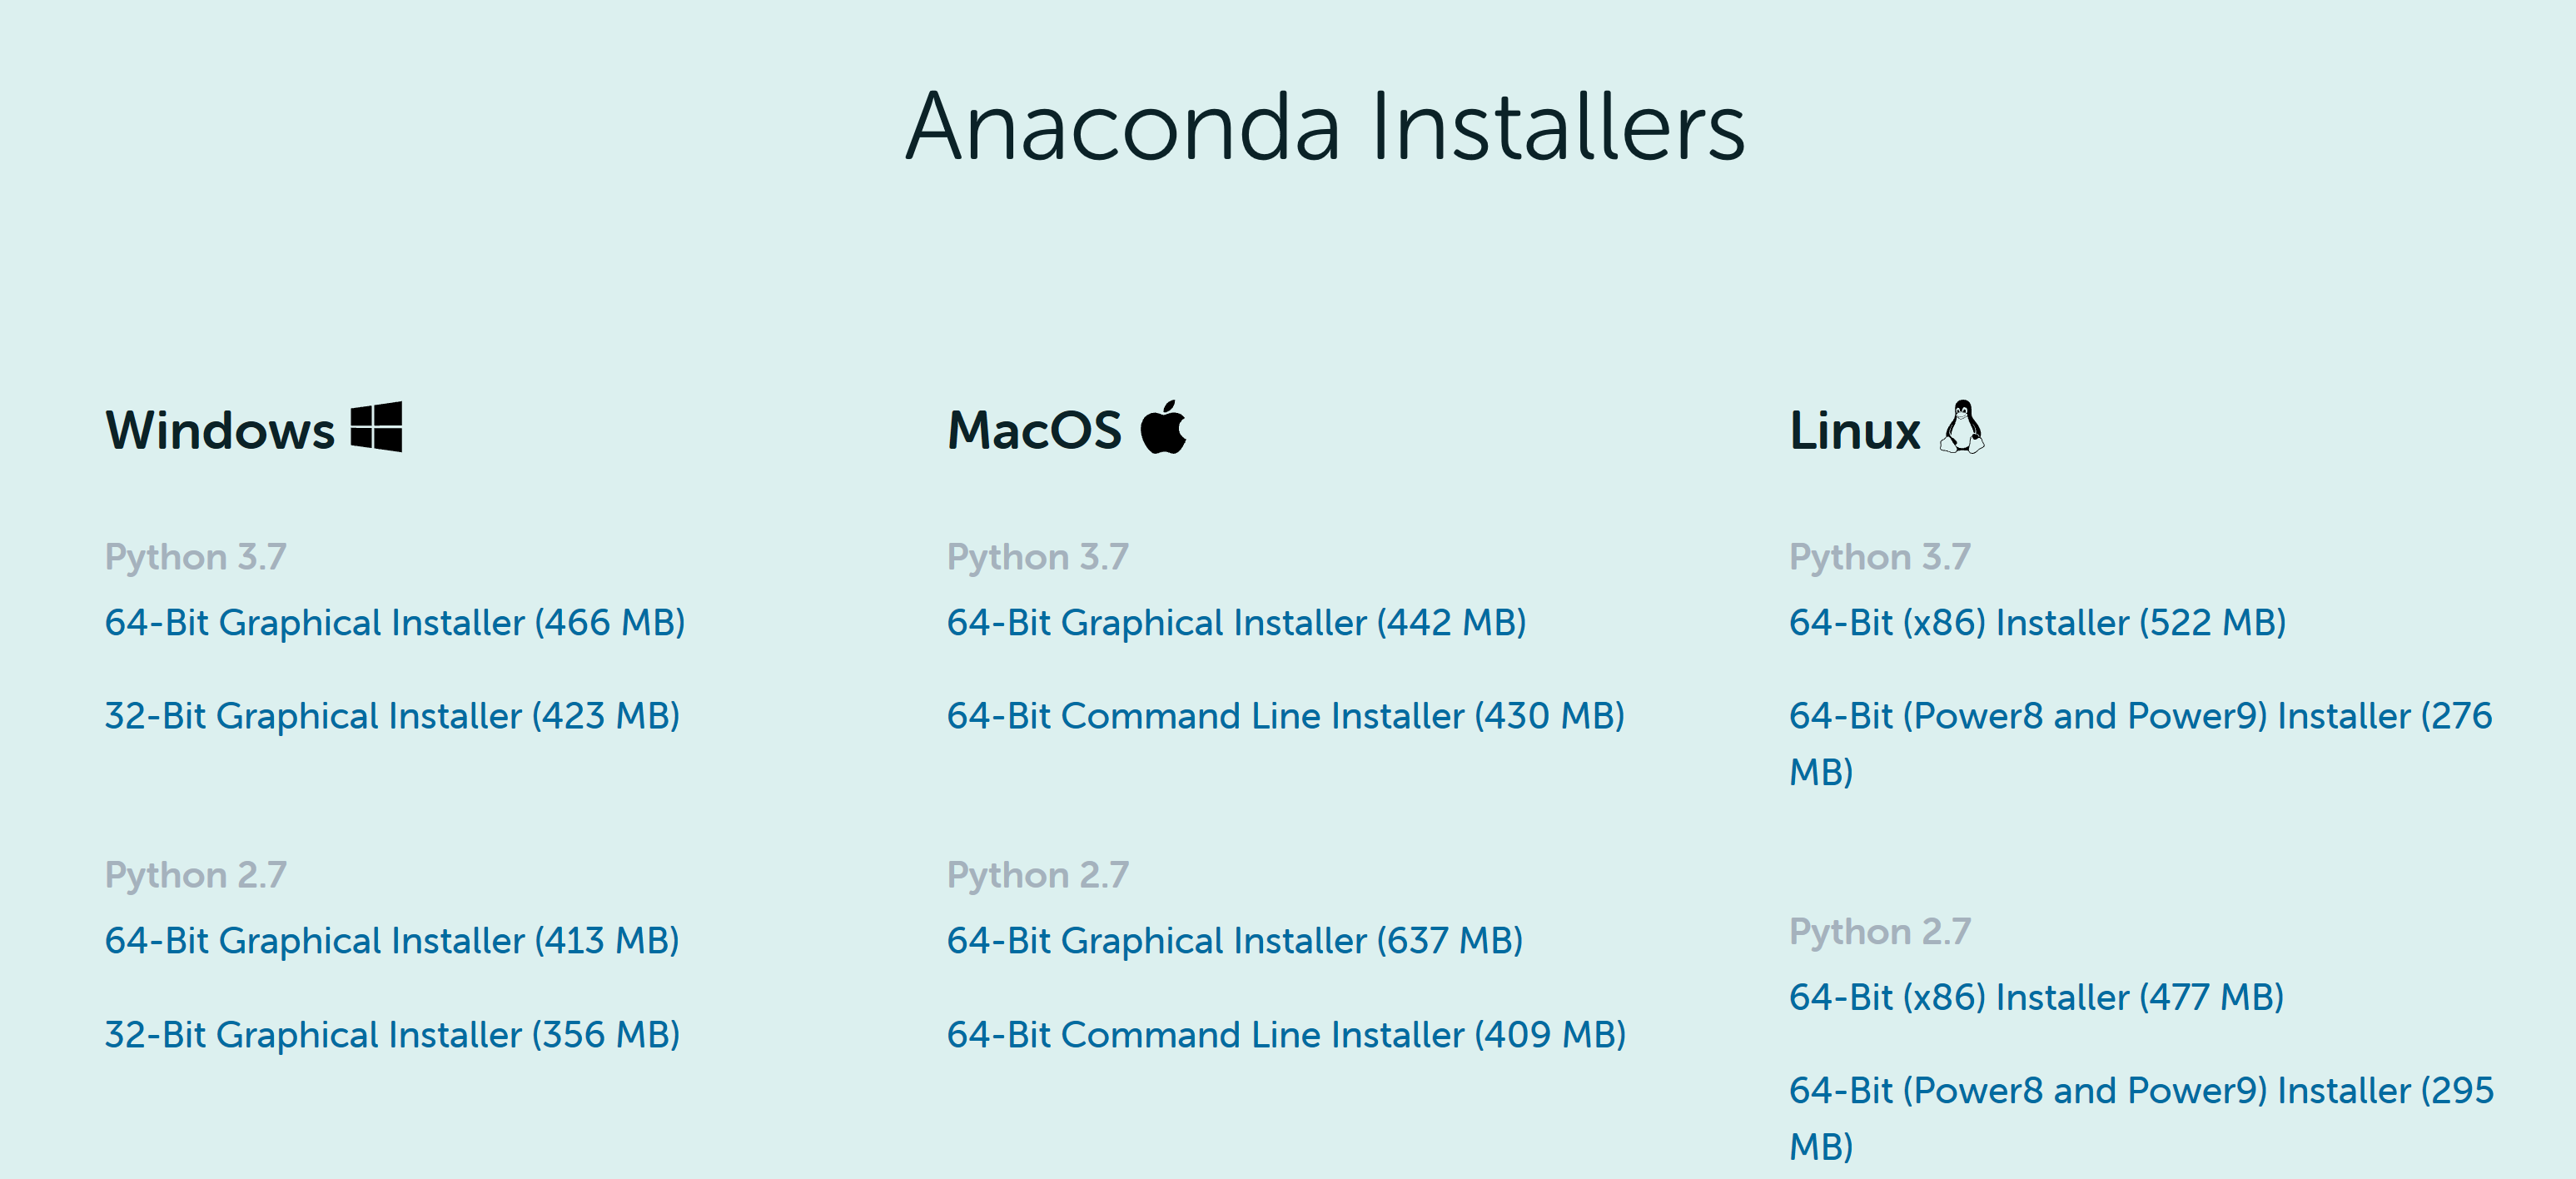 Anaconda Installers
Windows
Python 3.7
64-Bit Graphical Installer (466 MB)
32-Bit Graphical Installer (423 MB)
Python 2.7
64-Bit Graphical Installer (413 MB)
32-Bit Graphical Installer (356 MB)
MacOS
Python 3.7
64-Bit Graphical Installer (442 MB)
64-Bit Command Line Installer (430 MB)
Python 2.7
64-Bit Graphical Installer (637 MB)
64-Bit Command Line Installer (409 MB)
Linux
Python 3.7
64-Bit (x86) Installer (522 MB)
64-Bit (Power8 and Power9) Installer (276
MB)
Python 2.7
64-Bit (x86) Installer (477 MB)
64-Bit (Power8 and Power9) Installer (295
MB)